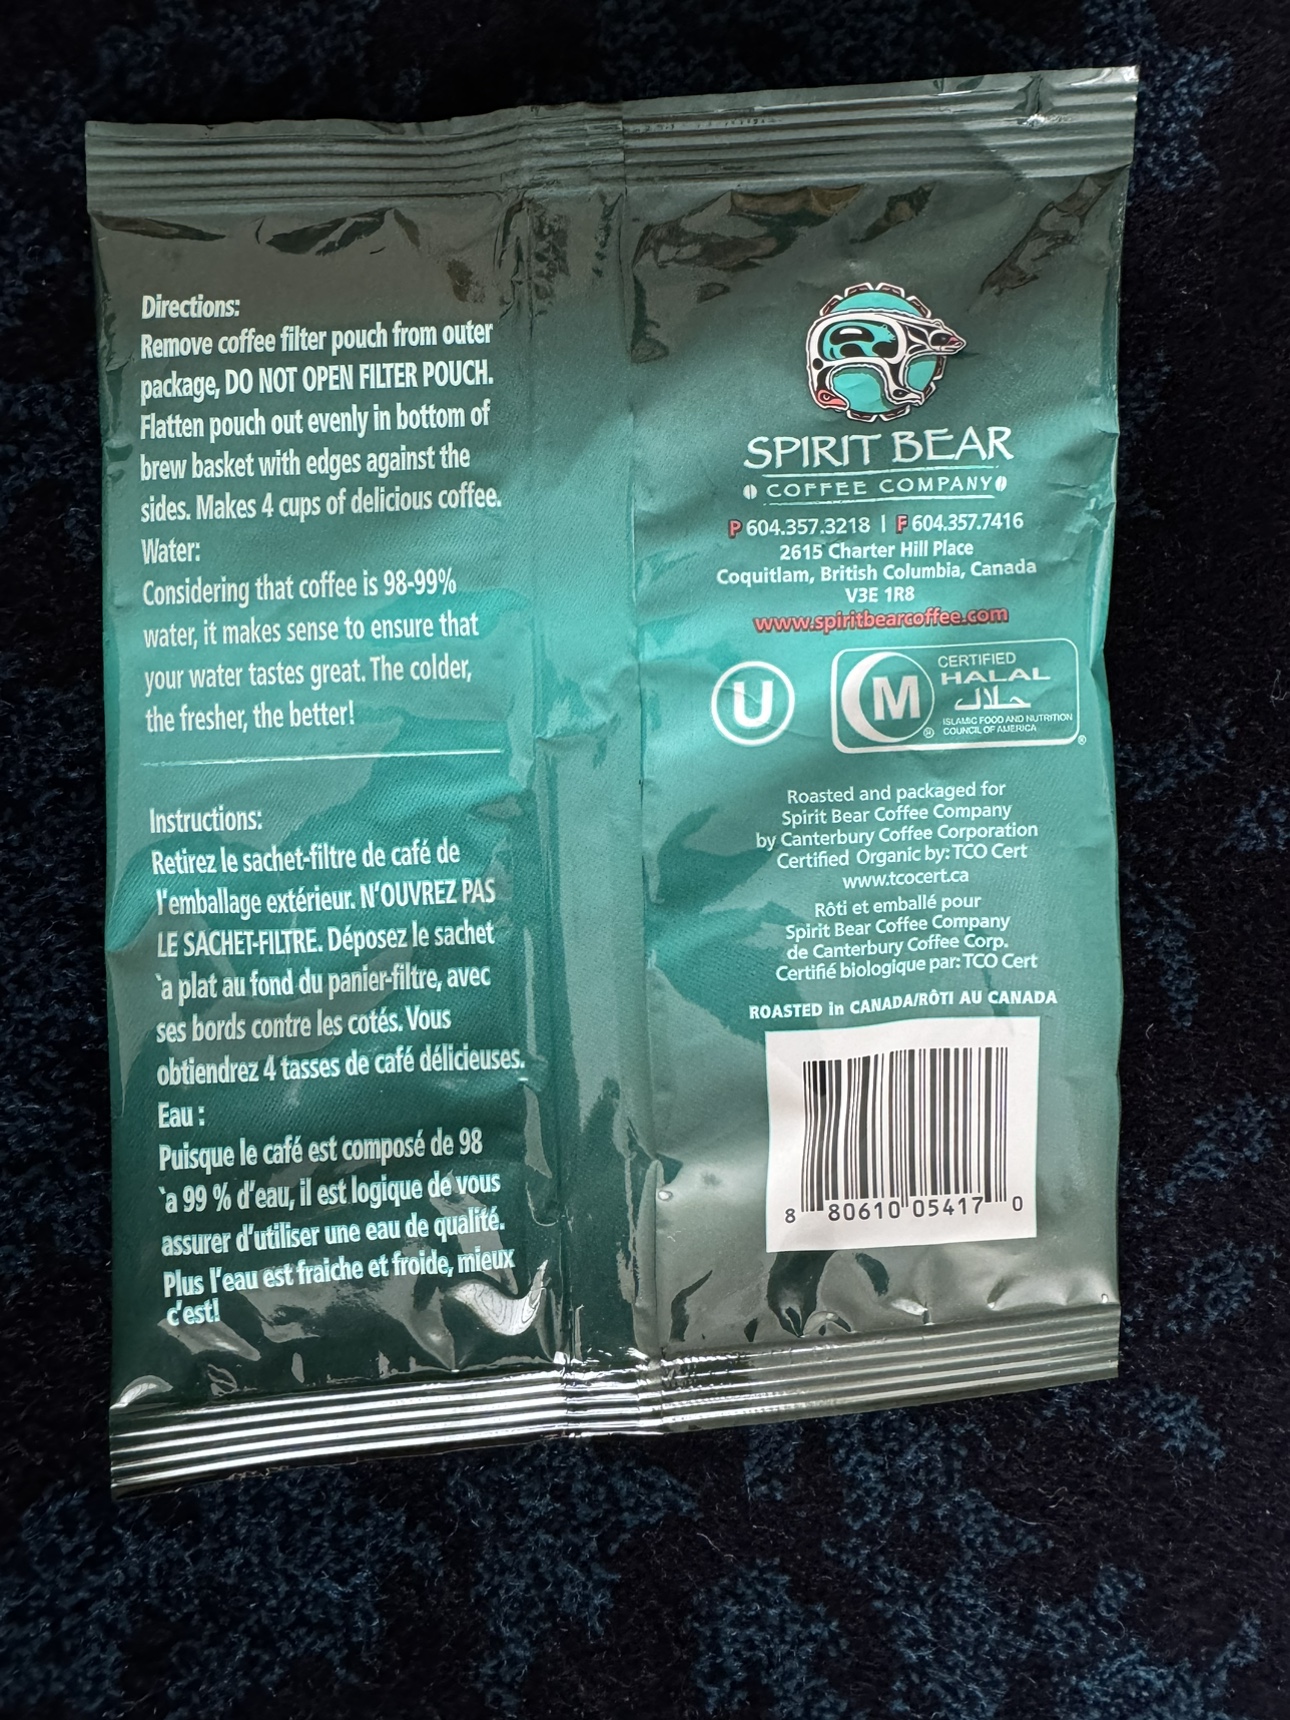 Directions:
Remove coffee filter pouch from outer
package, DO NOT OPEN FILTER POUCH.
Flatten pouch out evenly in bottom of
brew basket with edges against the
sides. Makes 4 cups of delicious coffee.
Water:
Considering that coffee is 98-99%
water, it makes sense to ensure that
your water tastes great. The colder,
the fresher, the better!
Instructions:
Retirez le sachet-filtre de café de
l'emballage extérieur. N'OUVREZ PAS
LE SACHET-FILTRE. Déposez le sachet
`a plat au fond du panier-filtre, avec
ses bords contre les cotés. Vous
obtiendrez 4 tasses de café délicieuses.
Eau :
Puisque le café est composé de 98
`a 99 % d'eau, il est logique de vous
assurer d'utiliser une eau de qualité.
Plus l'eau est fraiche et froide, mieux
c'est!
SPIRIT BEAR
COFFEE COMPANY
P 604.357.3218 | F 604.357.7416
2615 Charter Hill Place
Coquitlam, British Columbia, Canada
V3E 1R8
www.spiritbearcoffee.com
U
M
®
CERTIFIED
HALAL
حلال
ISLAMIC FOOD AND NUTRITION
COUNCIL OF AMERICA
®
Roasted and packaged for
Spirit Bear Coffee Company
by Canterbury Coffee Corporation
Certified Organic by: TCO Cert
www.tcocert.ca
Rôti et emballé pour
Spirit Bear Coffee Company
de Canterbury Coffee Corp.
Certifié biologique par: TCO Cert
ROASTED in CANADA/RÔTI AU CANADA
8 80610 05417 0